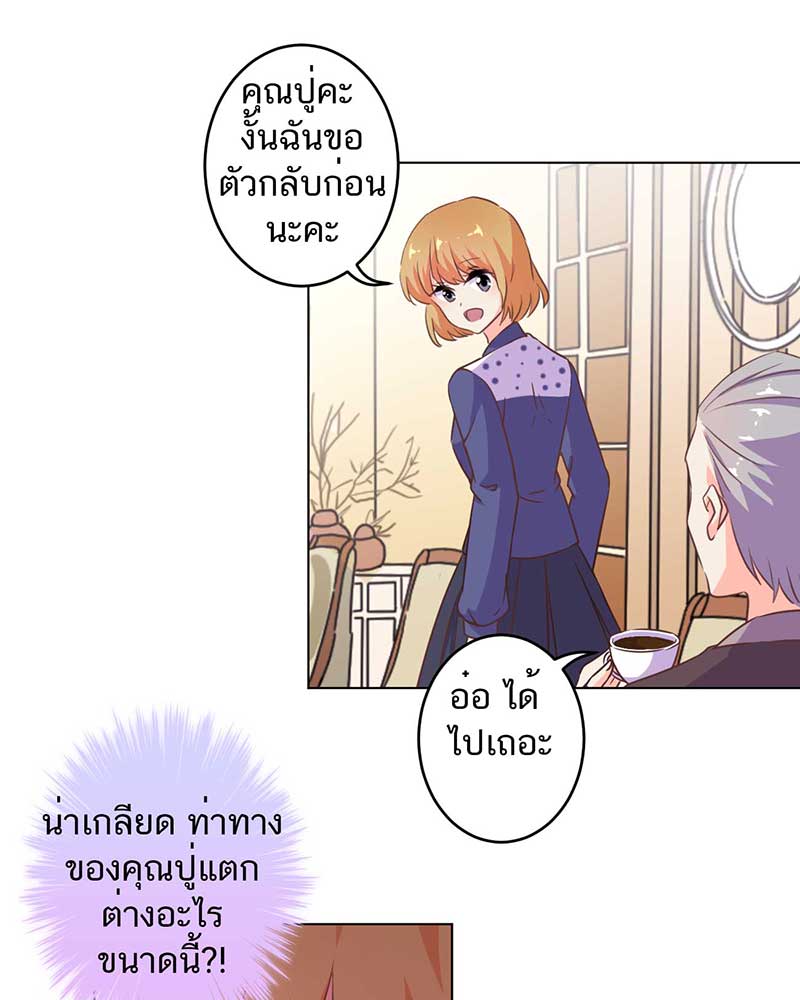 คุณปู่คะ
งั้นฉันขอ
ตัวกลับก่อน
นะคะ
อ๋อ ได้
ไปเถอะ
น่าเกลียด ท่าทาง
ของคุณปู่แตก
ต่างอะไร
ขนาดนี้?!